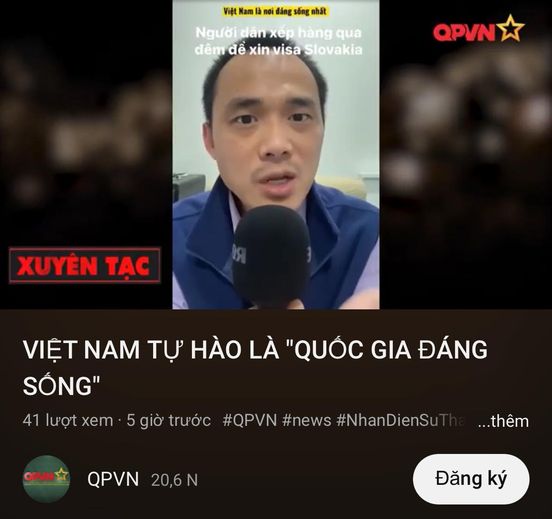 Việt Nam là nơi đáng sống nhất
Người dân xếp hàng qua
đêm để xin visa Slovakia
QPVN
XUYÊN TẠC
VIỆT NAM TỰ HÀO LÀ "QUỐC GIA ĐÁNG
SỐNG"
41 lượt xem · 5 giờ trước #QPVN #news #NhanDienSuTha ...thêm
QPVN
QPVN 20,6 N
Đăng ký